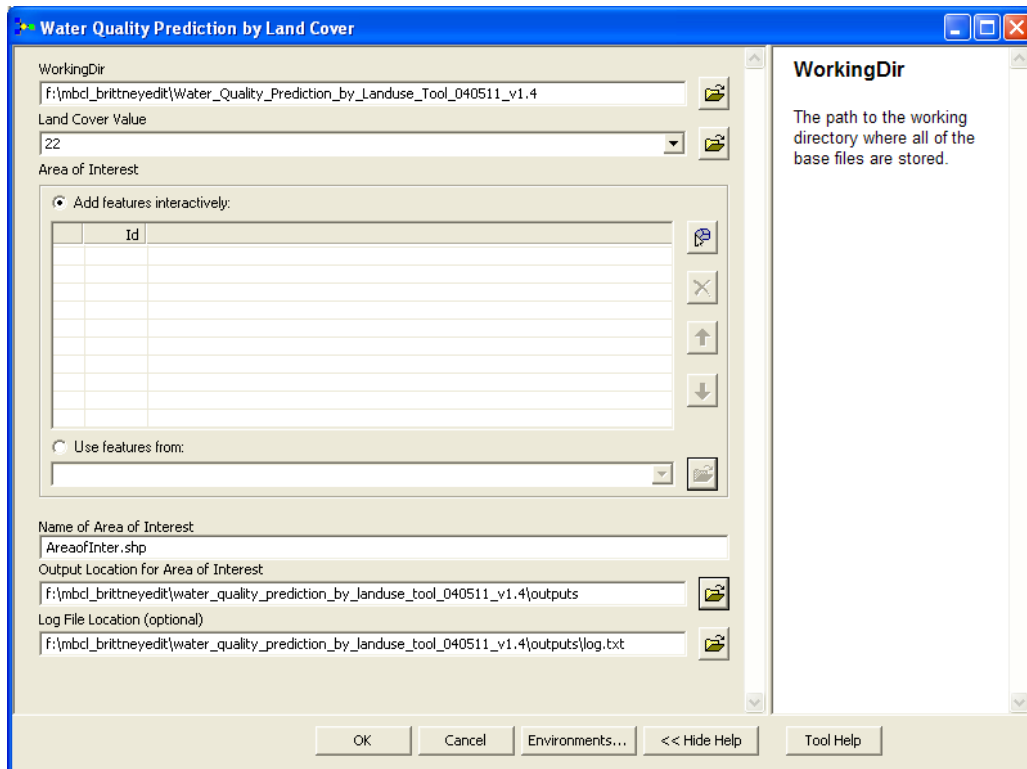 Water Quality Prediction by Land Cover
WorkingDir
f:\mbcl_brittneyedit\Water_Quality_Prediction_by_Landuse_Tool_040511_v1.4
Land Cover Value
22
Area of Interest
Add features interactively:
Id
Use features from:
Name of Area of Interest
AreaofInter.shp
Output Location for Area of Interest
f:\mbcl_brittneyedit\water_quality_prediction_by_landuse_tool_040511_v1.4\outputs
Log File Location (optional)
f:\mbcl_brittneyedit\water_quality_prediction_by_landuse_tool_040511_v1.4\outputs\log.txt
OK Cancel Environments... << Hide Help Tool Help
WorkingDir
The path to the working
directory where all of the
base files are stored.